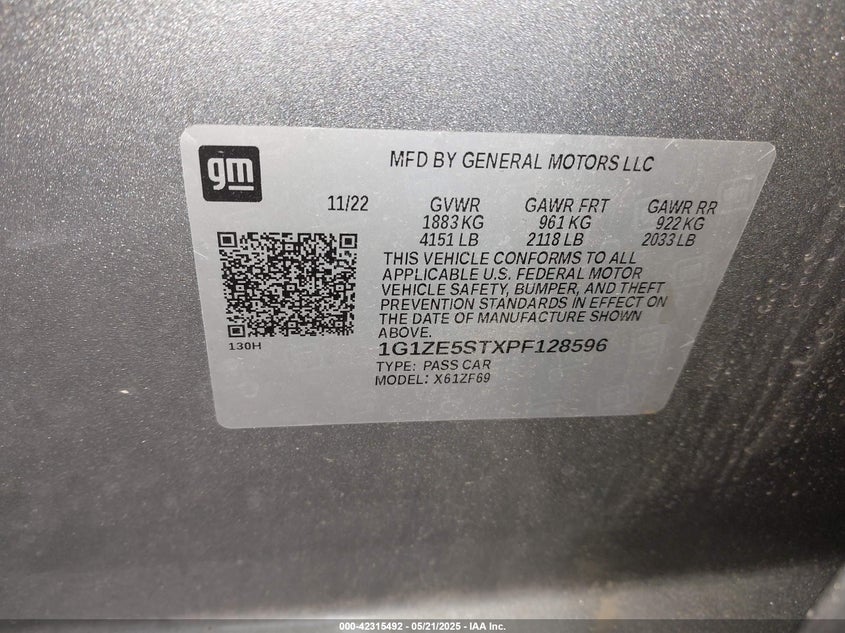 gm
MFD BY GENERAL MOTORS LLC
11/22 GVWR GAWR FRT GAWR RR
1883 KG 961 KG 922 KG
4151 LB 2118 LB 2033 LB
THIS VEHICLE CONFORMS TO ALL
APPLICABLE U.S. FEDERAL MOTOR
VEHICLE SAFETY, BUMPER, AND THEFT
PREVENTION STANDARDS IN EFFECT ON
THE DATE OF MANUFACTURE SHOWN
ABOVE.
130H
1G1ZE5STXPF128596
TYPE: PASS CAR
MODEL: X61ZF69
000-42315492 - 05/21/2025 - IAA Inc.